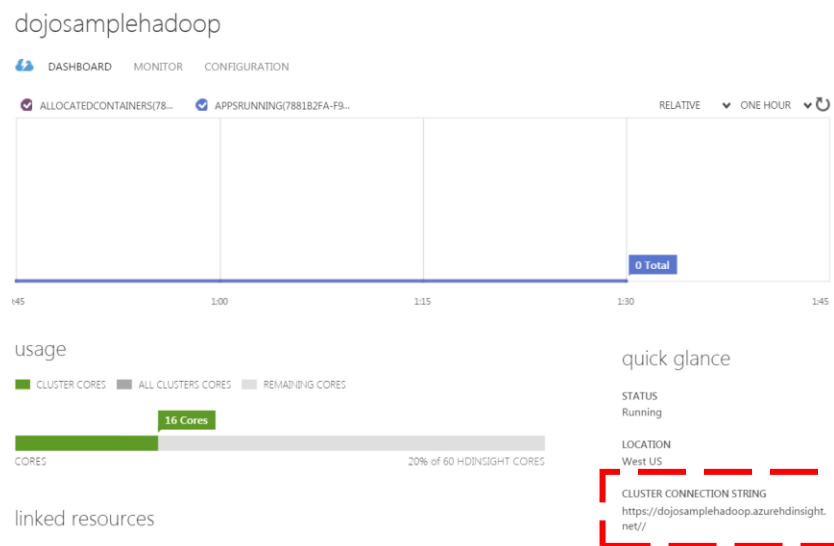 dojosamplehadoop
DASHBOARD MONITOR CONFIGURATION
ALLOCATEDCONTAINERS(78... APPSRUNNING(7881B2FA-F9... RELATIVE ONE HOUR
0 Total
:45 1:00 1:15 1:30 1:45
usage
quick glance
CLUSTER CORES ALL CLUSTERS CORES REMAINING CORES
STATUS
Running
16 Cores
CORES 20% of 60 HDINSIGHT CORES
LOCATION
West US
CLUSTER CONNECTION STRING
https://dojosamplehadoop.azurehdinsight.
net//
linked resources